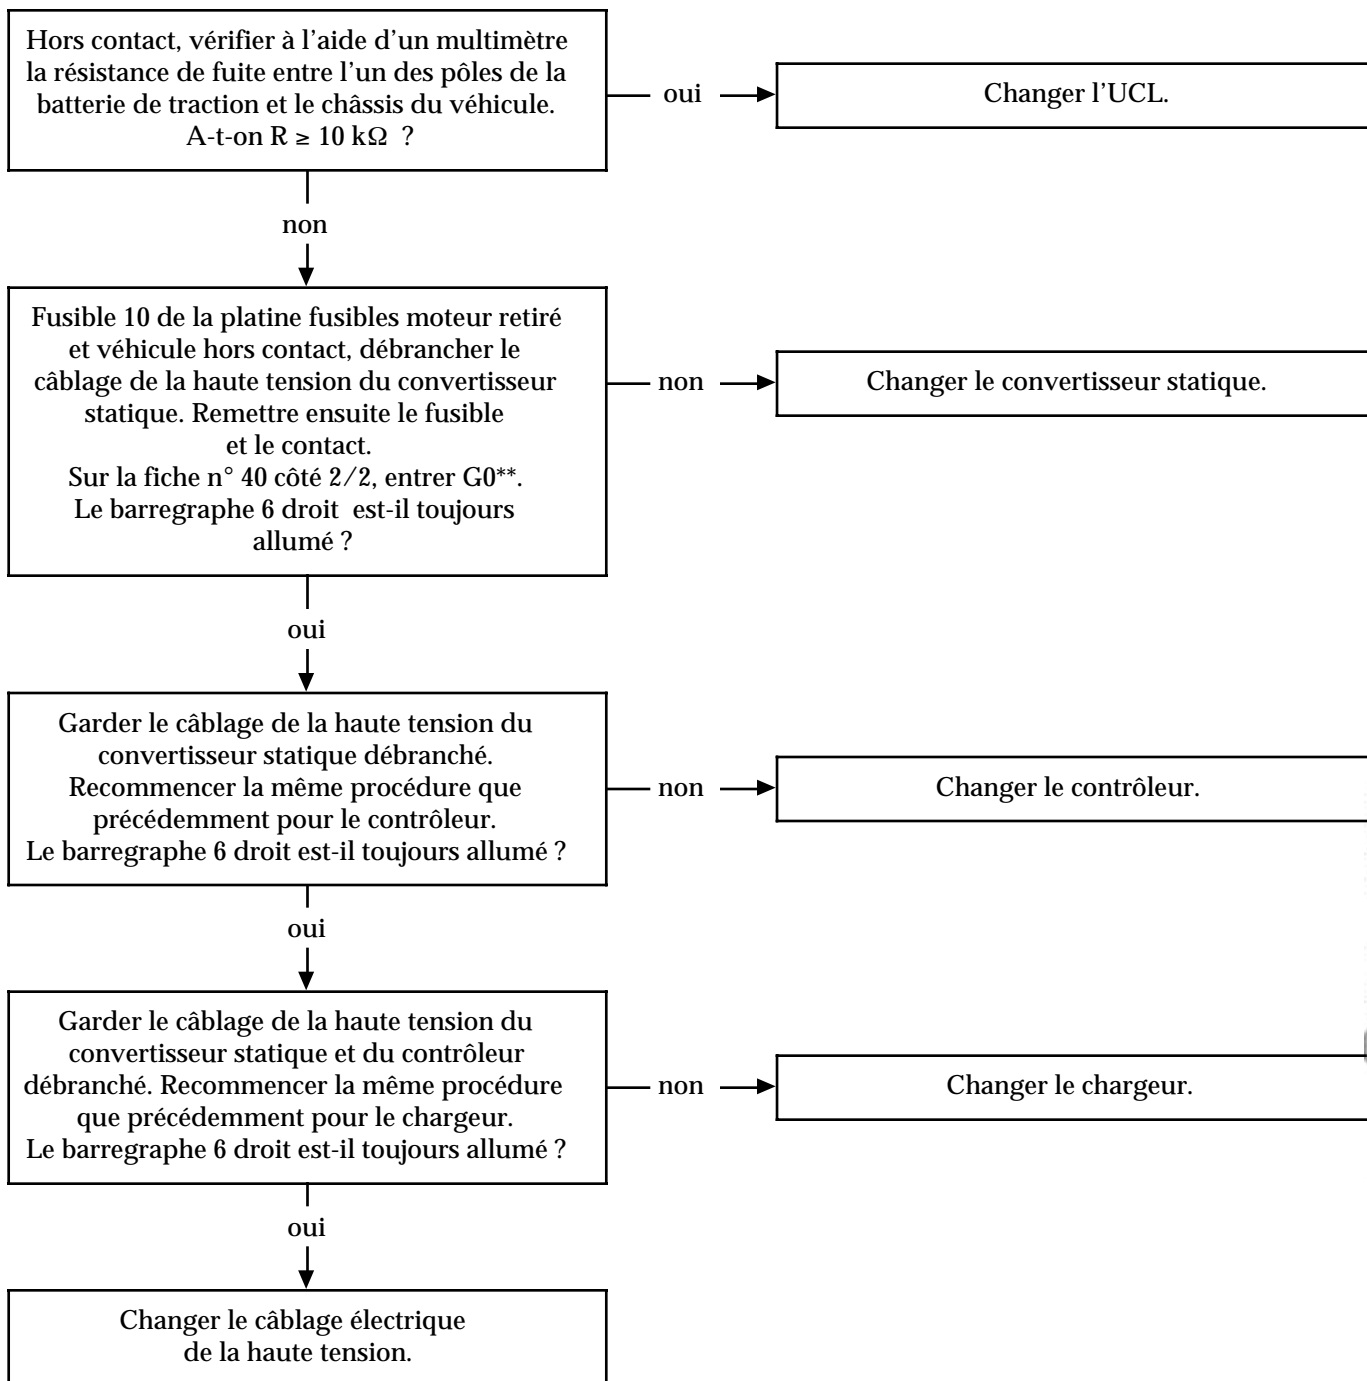 Hors contact, vérifier à l'aide d'un multimètre
la résistance de fuite entre l'un des pôles de la
batterie de traction et le châssis du véhicule.
A-t-on R ≥ 10 kΩ ?
oui
Changer l'UCL.
non
Fusible 10 de la platine fusibles moteur retiré
et véhicule hors contact, débrancher le
câblage de la haute tension du convertisseur
statique. Remettre ensuite le fusible
et le contact.
Sur la fiche n° 40 côté 2/2, entrer G0**.
Le barregraphe 6 droit est-il toujours
allumé ?
non
Changer le convertisseur statique.
oui
Garder le câblage de la haute tension du
convertisseur statique débranché.
Recommencer la même procédure que
précédemment pour le contrôleur.
Le barregraphe 6 droit est-il toujours allumé ?
non
Changer le contrôleur.
oui
Garder le câblage de la haute tension du
convertisseur statique et du contrôleur
débranché. Recommencer la même procédure
que précédemment pour le chargeur.
Le barregraphe 6 droit est-il toujours allumé ?
non
Changer le chargeur.
oui
Changer le câblage électrique
de la haute tension.